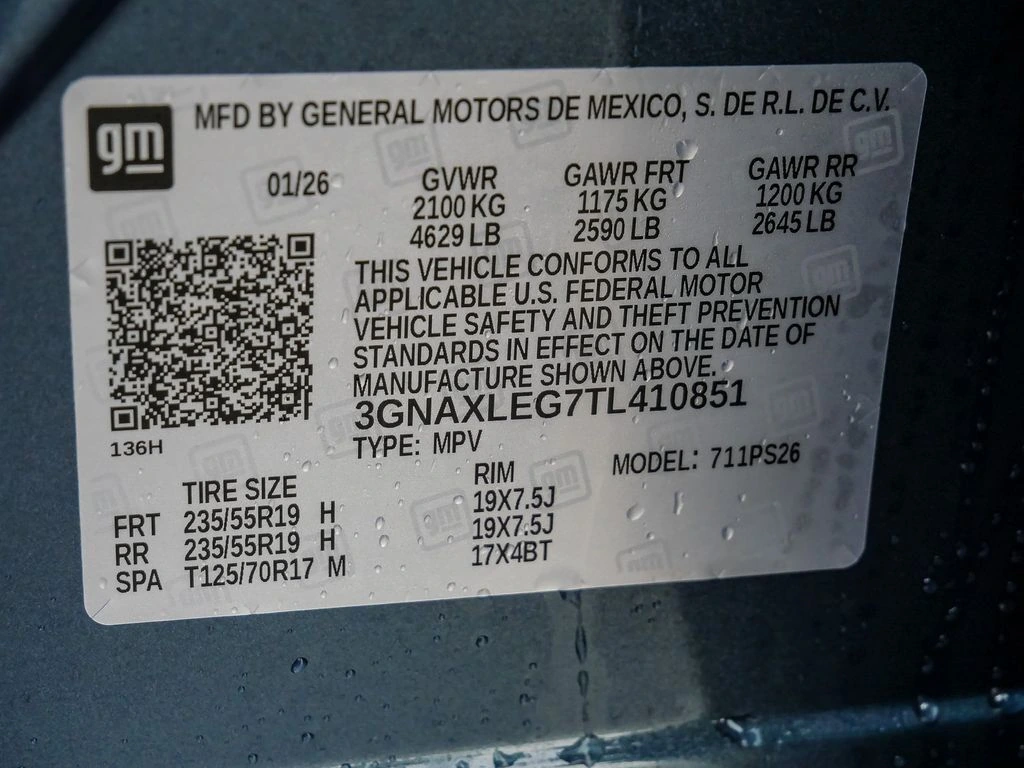 gm
MFD BY GENERAL MOTORS DE MEXICO, S. DE R.L. DE C.V.
01/26 GVWR GAWR FRT GAWR RR
2100 KG 1175 KG 1200 KG
4629 LB 2590 LB 2645 LB
THIS VEHICLE CONFORMS TO ALL
APPLICABLE U.S. FEDERAL MOTOR
VEHICLE SAFETY AND THEFT PREVENTION
STANDARDS IN EFFECT ON THE DATE OF
MANUFACTURE SHOWN ABOVE.
3GNAXLEG7TL410851
136H
TYPE: MPV MODEL: 711PS26
TIRE SIZE RIM
FRT 235/55R19 H 19X7.5J
RR 235/55R19 H 19X7.5J
SPA T125/70R17 M 17X4BT